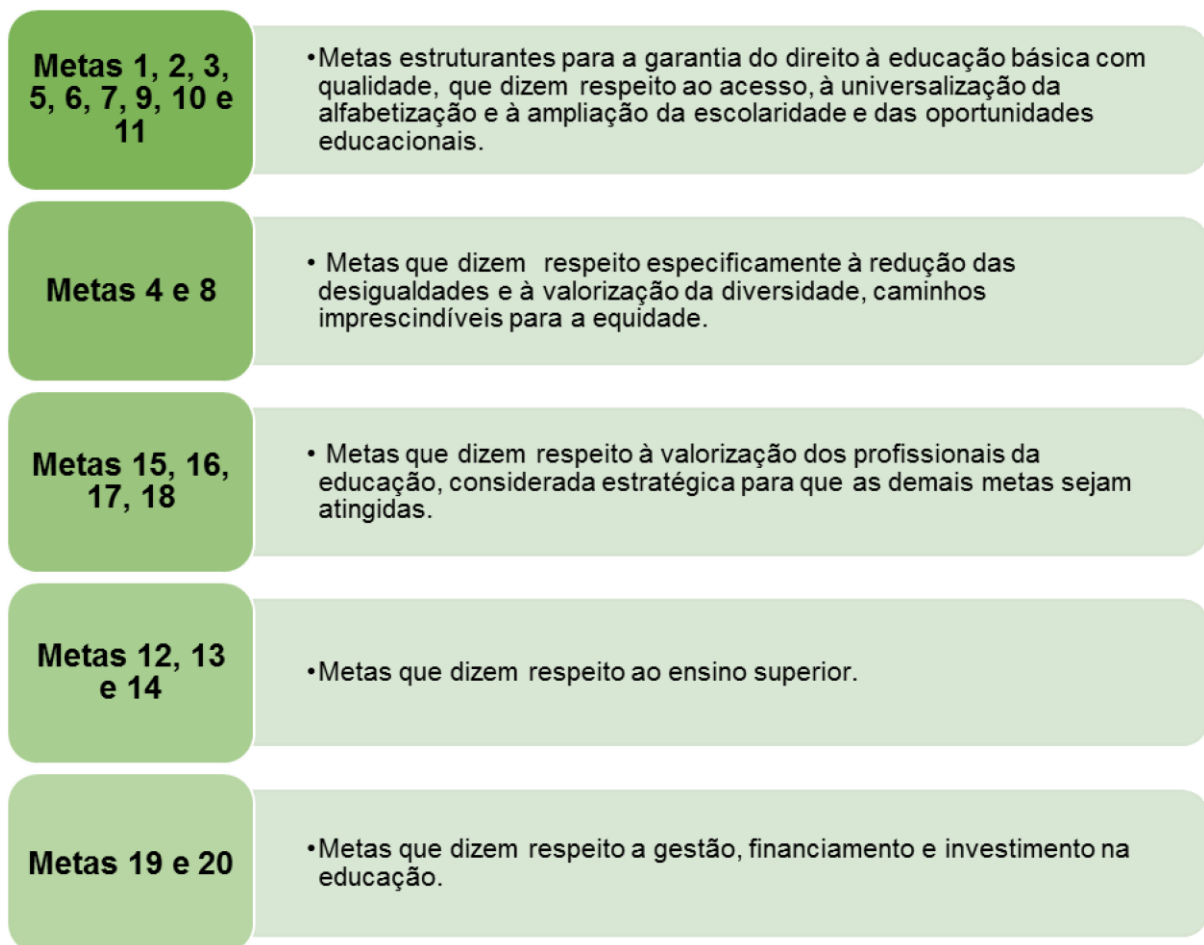 Metas 1, 2, 3,
5, 6, 7, 9, 10 e
11
•Metas estruturantes para a garantia do direito à educação básica com
qualidade, que dizem respeito ao acesso, à universalização da
alfabetização e à ampliação da escolaridade e das oportunidades
educacionais.
Metas 4 e 8
• Metas que dizem respeito especificamente à redução das
desigualdades e à valorização da diversidade, caminhos
imprescindíveis para a equidade.
Metas 15, 16,
17, 18
• Metas que dizem respeito à valorização dos profissionais da
educação, considerada estratégica para que as demais metas sejam
atingidas.
Metas 12, 13
e 14
•Metas que dizem respeito ao ensino superior.
Metas 19 e 20
•Metas que dizem respeito a gestão, financiamento e investimento na
educação.